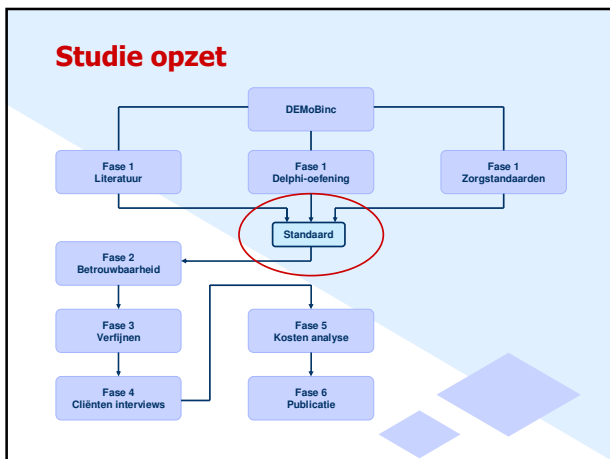 Studie opzet
DEMoBinc
Fase 1
Literatuur
Fase 1
Delphi-oefening
Fase 1
Zorgstandaarden
Standaard
Fase 2
Betrouwbaarheid
Fase 3
Verfijnen
Fase 5
Kosten analyse
Fase 4
Cliënten interviews
Fase 6
Publicatie